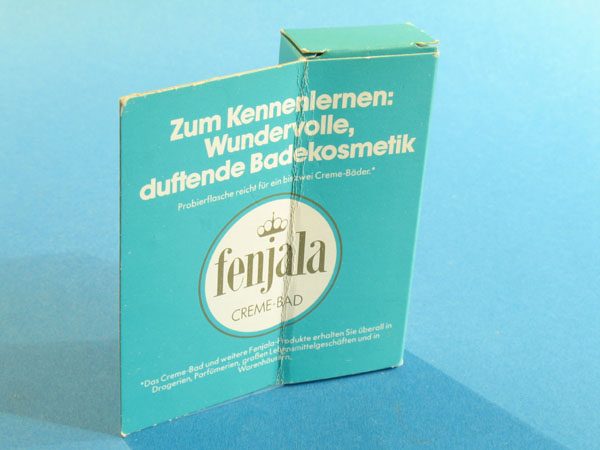 Zum Kennenlernen:
Wundervolle,
duftende Badekosmetik
Probierflasche reicht für ein bis zwei Creme-Bäder.*
fenjala
CREME-BAD
*Das Creme-Bad und weitere Fenjala-Produkte erhalten Sie überall in
Drogerien, Parfümerien, großen Lebensmittelgeschäften und in
Warenhäusern.